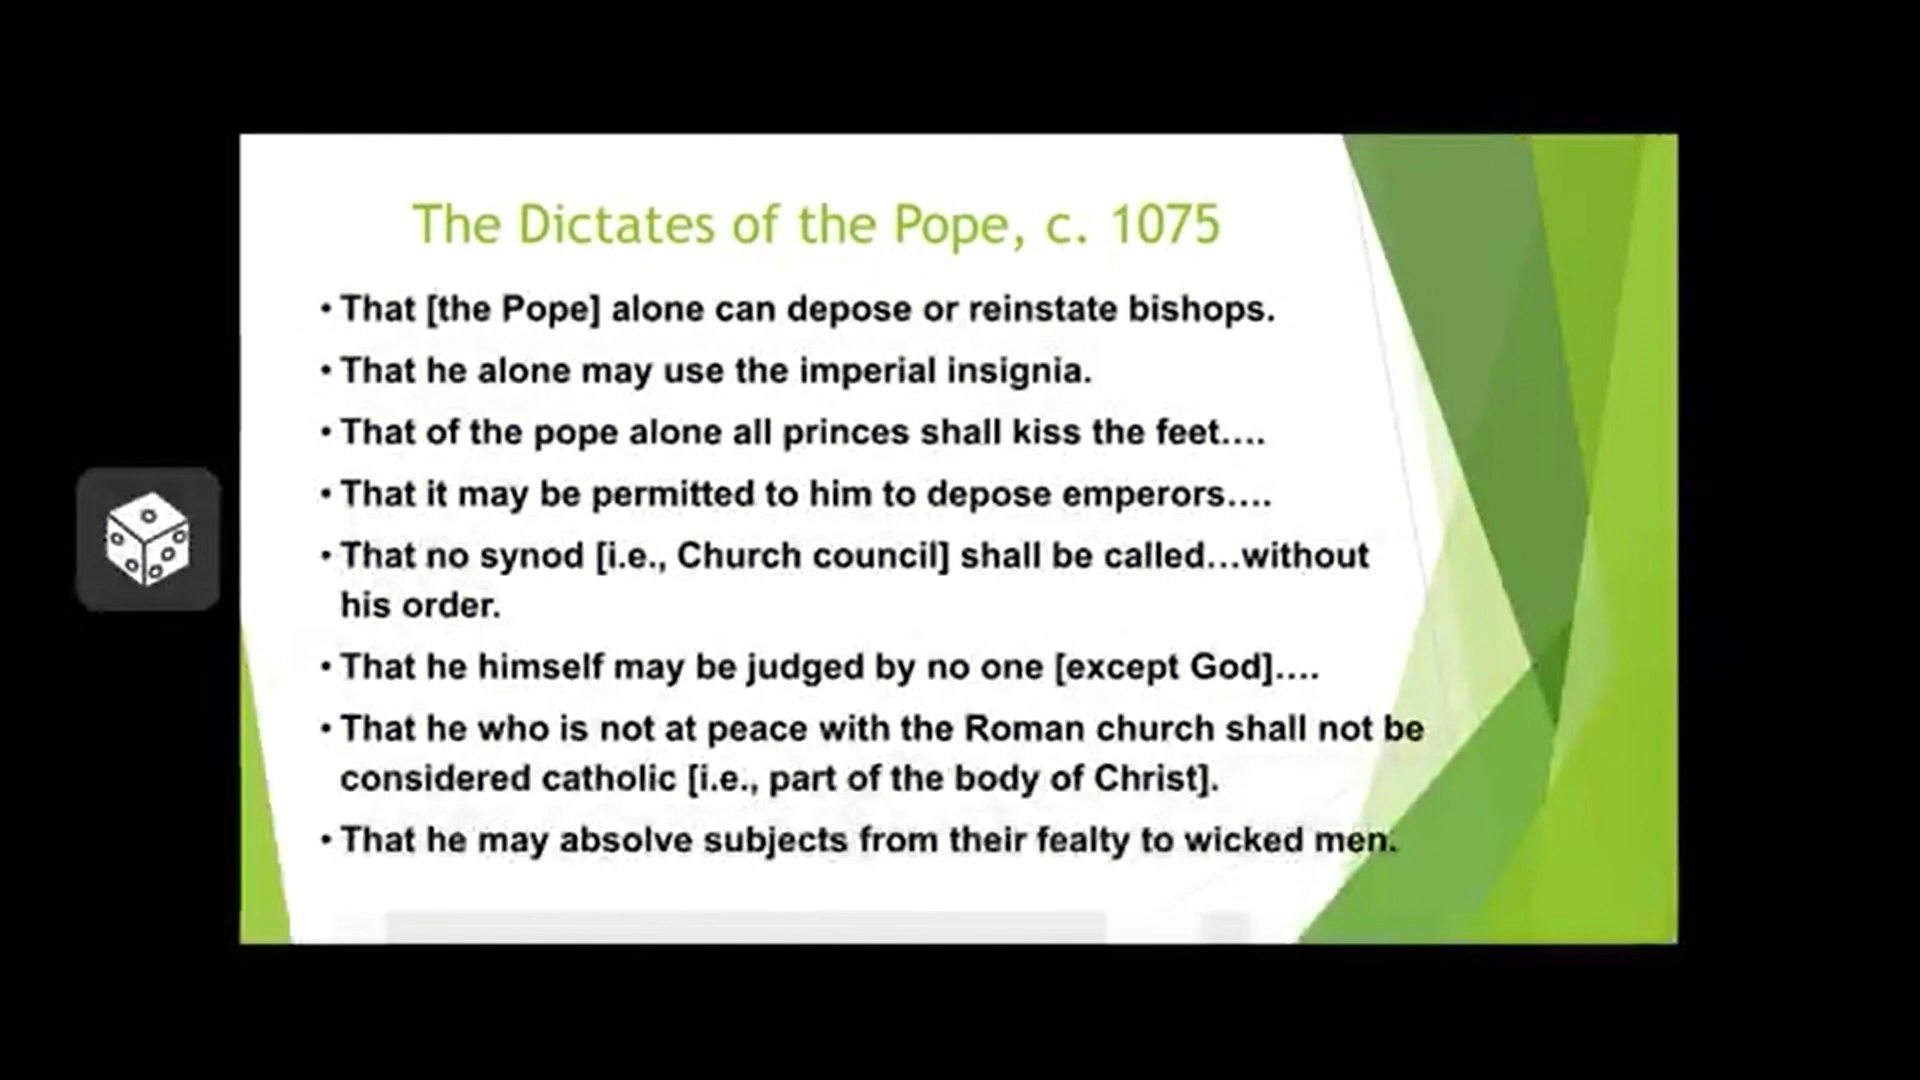 The Dictates of the Pope, c. 1075
• That [the Pope] alone can depose or reinstate bishops.
• That he alone may use the imperial insignia.
• That of the pope alone all princes shall kiss the feet....
• That it may be permitted to him to depose emperors....
• That no synod [i.e., Church council] shall be called...without
his order.
• That he himself may be judged by no one [except God]....
• That he who is not at peace with the Roman church shall not be
considered catholic [i.e., part of the body of Christ].
• That he may absolve subjects from their fealty to wicked men.